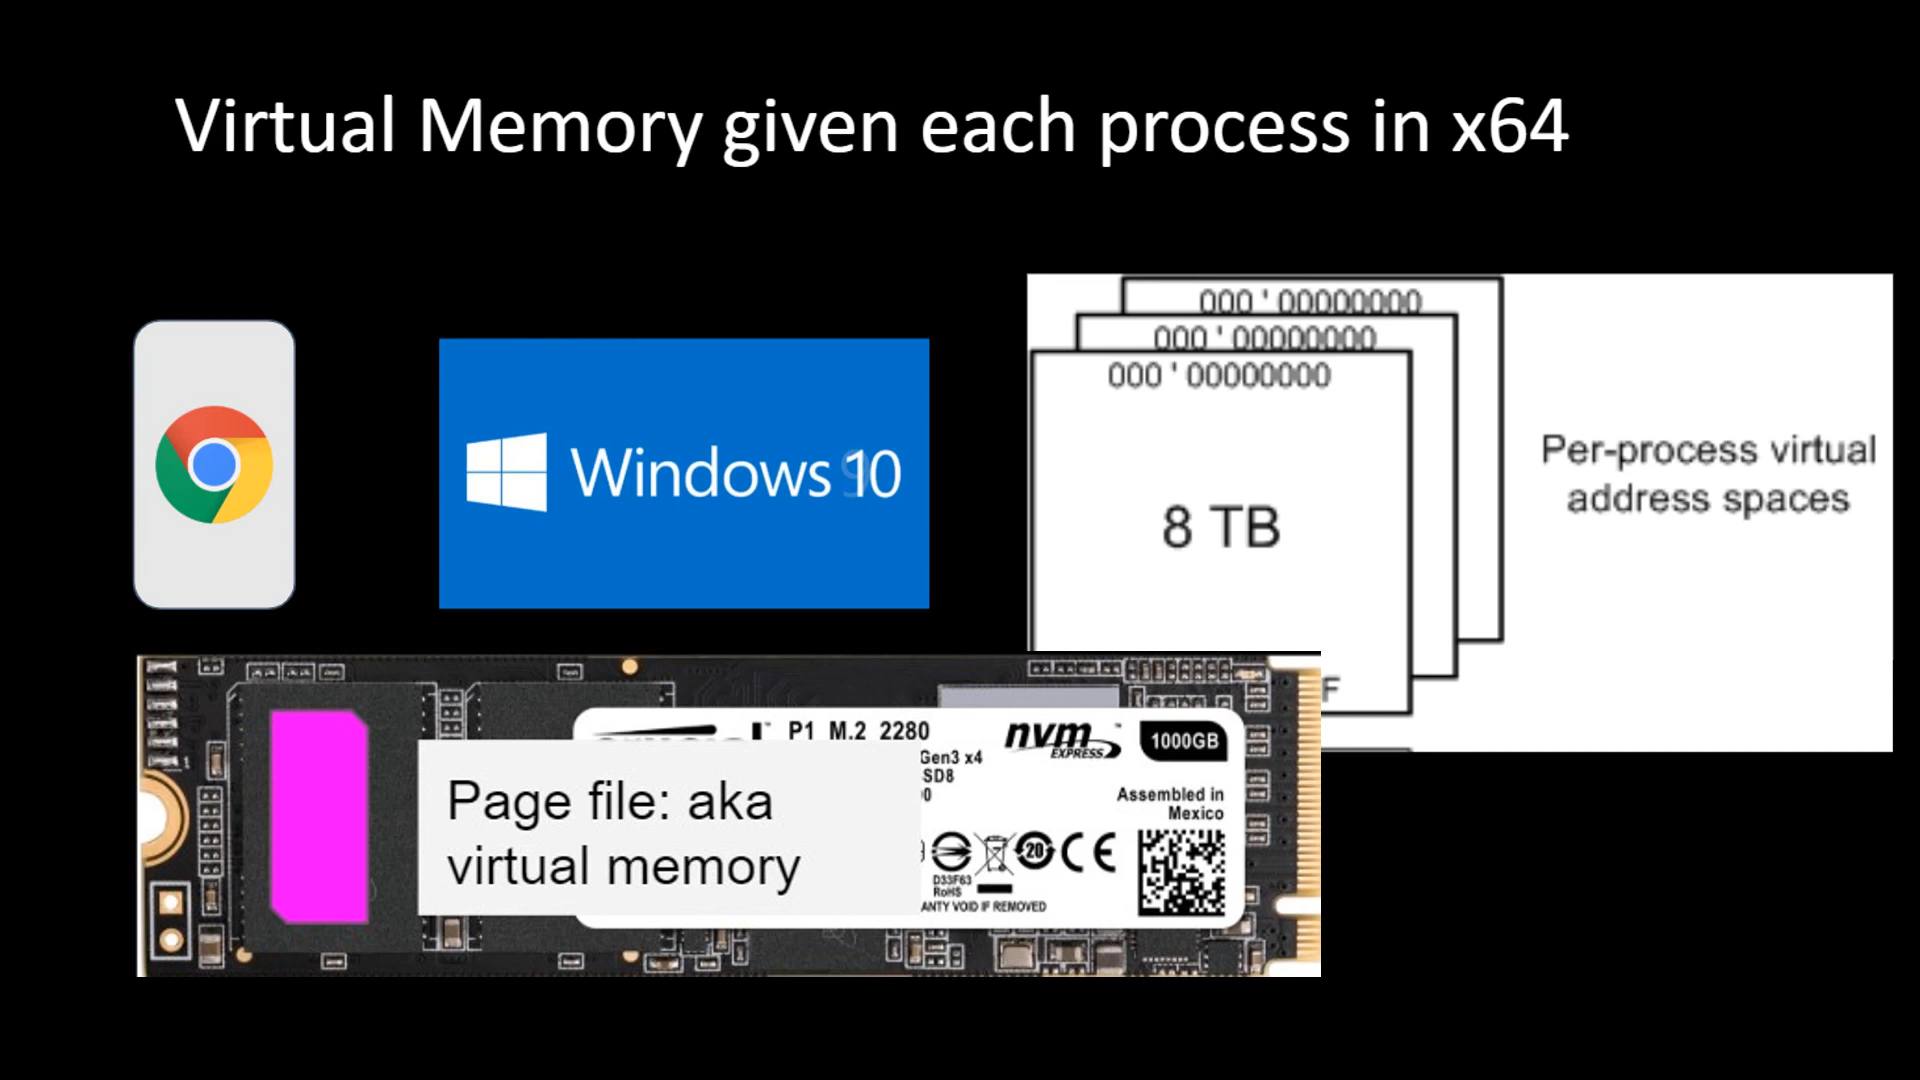 Virtual Memory given each process in x64
000 ' 00000000
000 ' 00000000
000 ' 00000000
8 TB
Per-process virtual
address spaces
Windows 10
F
P1 M.2 2280
nvm
EXPRESS
1000GB
Gen3 x4
SD8
Assembled in
Mexico
Page file: aka
virtual memory
20
CE
D33F63
RoHS
ANTY VOID IF REMOVED